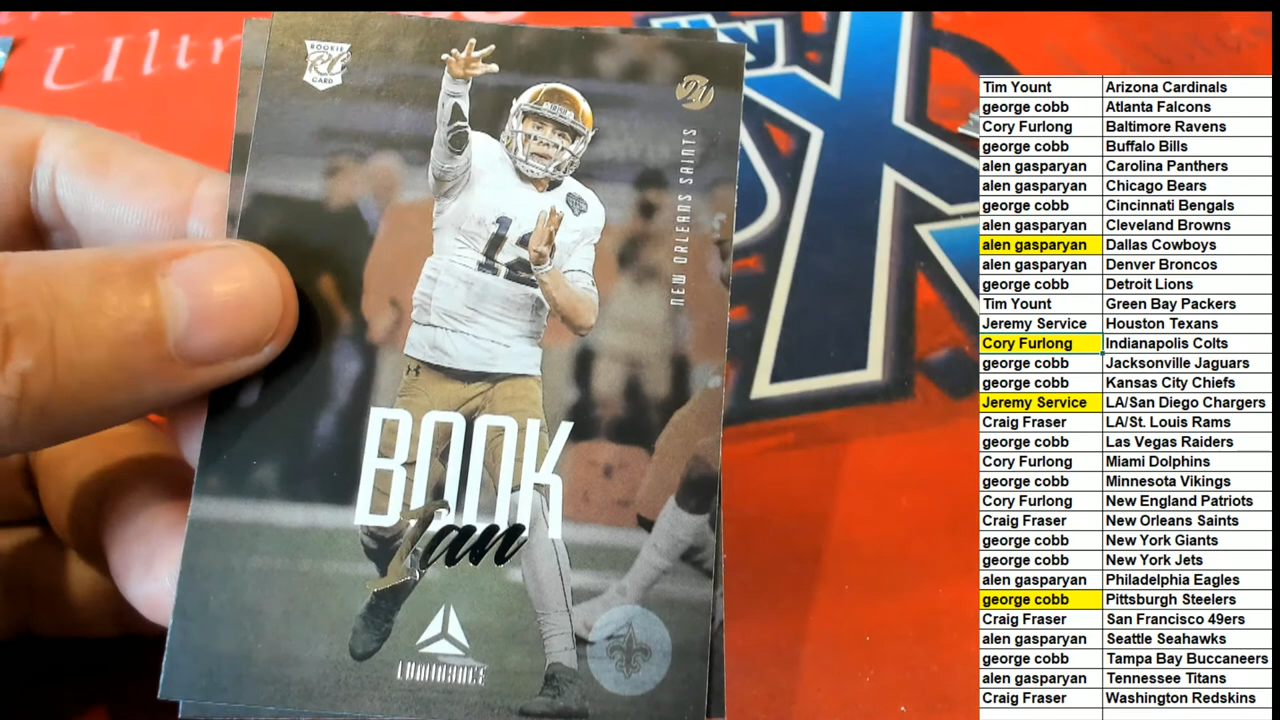 Ultr
ROOKIE
RC
CARD
21
NEW ORLEANS SAINTS
12
BOOK
Ian
LUMINANCE
Tim Yount Arizona Cardinals
george cobb Atlanta Falcons
Cory Furlong Baltimore Ravens
george cobb Buffalo Bills
alen gasparyan Carolina Panthers
alen gasparyan Chicago Bears
george cobb Cincinnati Bengals
alen gasparyan Cleveland Browns
alen gasparyan Dallas Cowboys
alen gasparyan Denver Broncos
george cobb Detroit Lions
Tim Yount Green Bay Packers
Jeremy Service Houston Texans
Cory Furlong Indianapolis Colts
george cobb Jacksonville Jaguars
george cobb Kansas City Chiefs
Jeremy Service LA/San Diego Chargers
Craig Fraser LA/St. Louis Rams
george cobb Las Vegas Raiders
Cory Furlong Miami Dolphins
george cobb Minnesota Vikings
Cory Furlong New England Patriots
Craig Fraser New Orleans Saints
george cobb New York Giants
george cobb New York Jets
alen gasparyan Philadelphia Eagles
george cobb Pittsburgh Steelers
Craig Fraser San Francisco 49ers
alen gasparyan Seattle Seahawks
george cobb Tampa Bay Buccaneers
alen gasparyan Tennessee Titans
Craig Fraser Washington Redskins